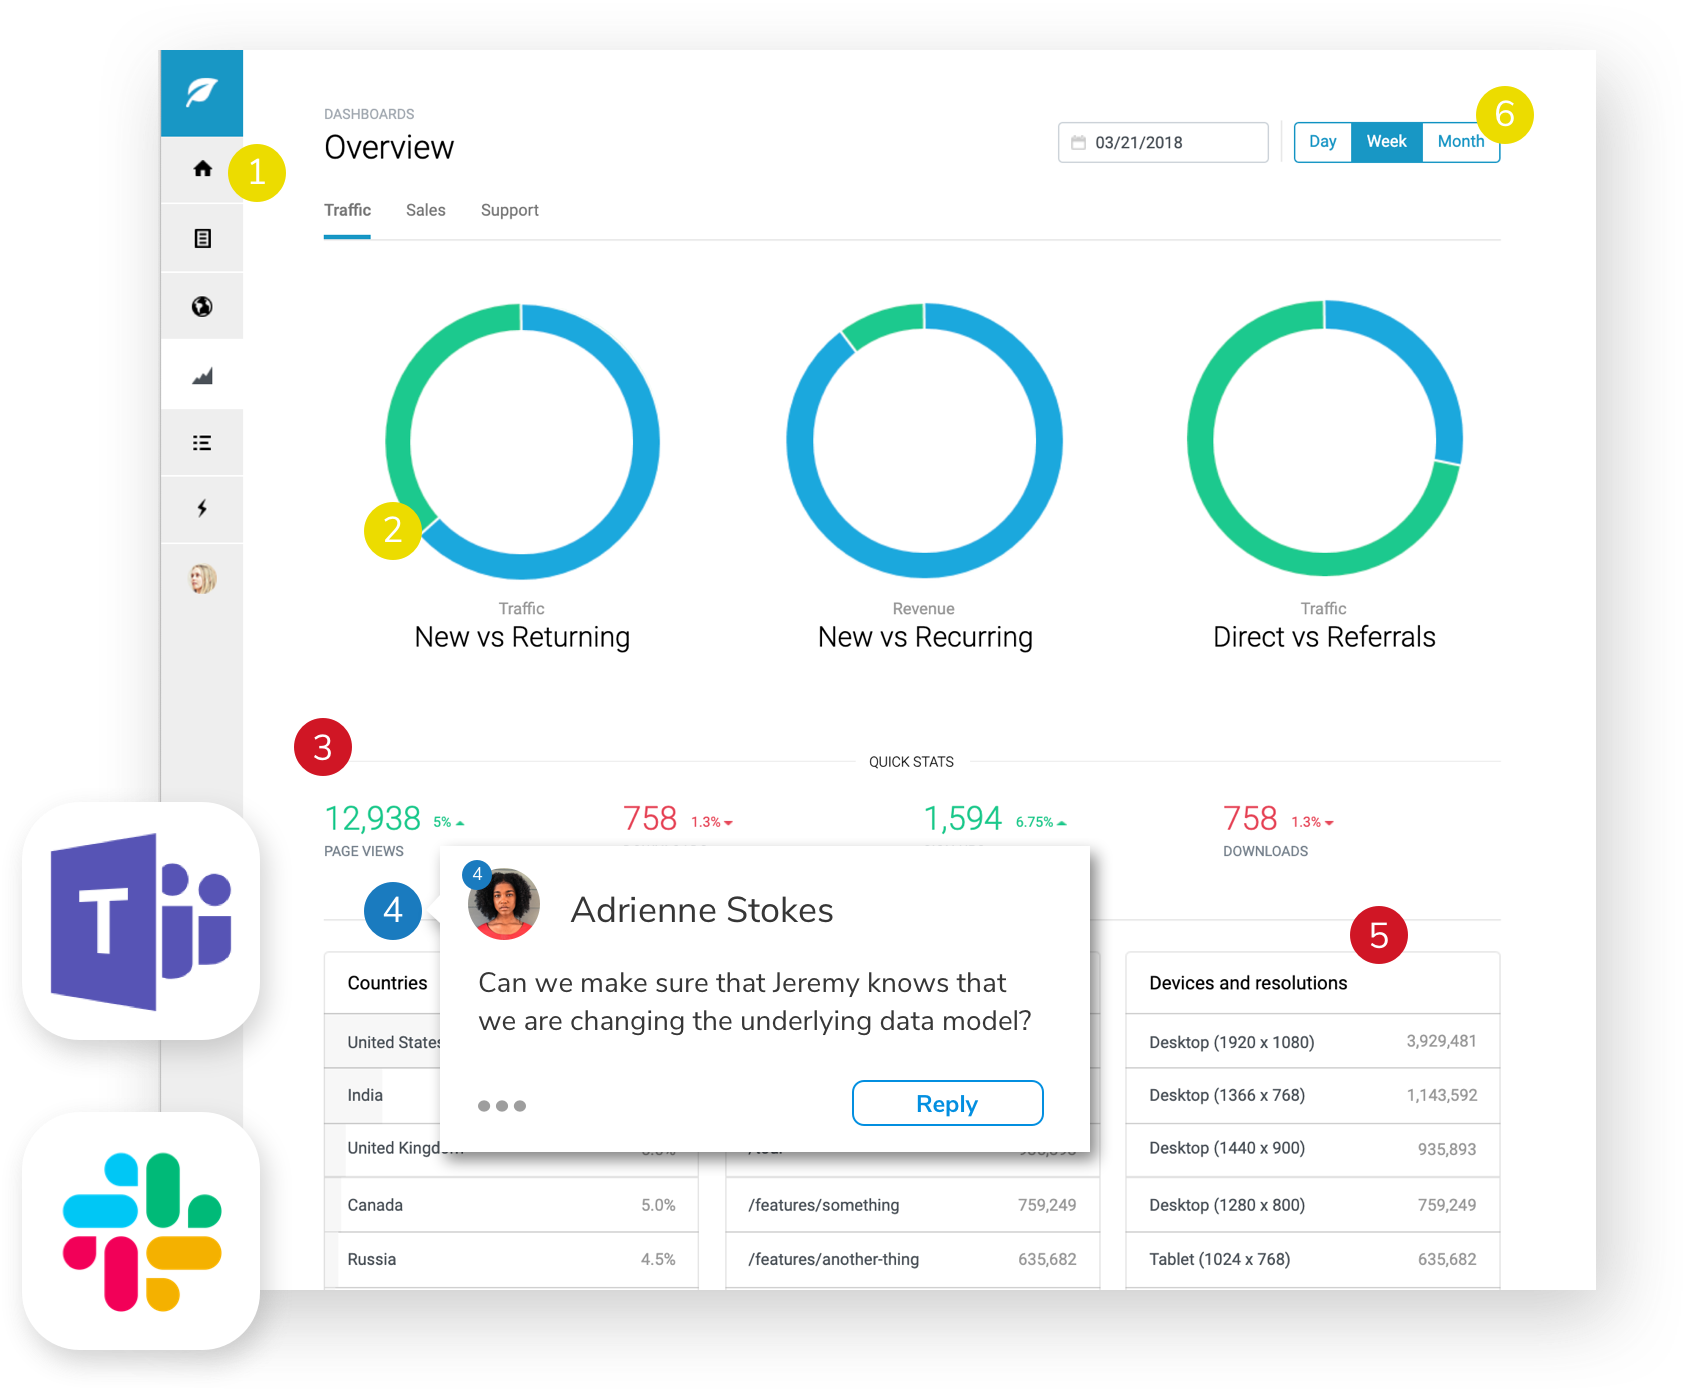 DASHBOARDS
Overview
03/21/2018
Day
Week
Month
6
1
Traffic
Sales
Support
2
Traffic
New vs Returning
Revenue
New vs Recurring
Traffic
Direct vs Referrals
3
QUICK STATS
12,938 5%
758 1.3%
1,594 6.75%
758 1.3%
PAGE VIEWS
DOWNLOADS
4
4
Adrienne Stokes
Can we make sure that Jeremy knows that
we are changing the underlying data model?
Reply
5
T
Countries
United States
India
United Kingdom
Canada 5.0%
Russia 4.5%
/features/something 759,249
/features/another-thing 635,682
Devices and resolutions
Desktop (1920 x 1080) 3,929,481
Desktop (1366 x 768) 1,143,592
Desktop (1440 x 900) 935,893
Desktop (1280 x 800) 759,249
Tablet (1024 x 768) 635,682